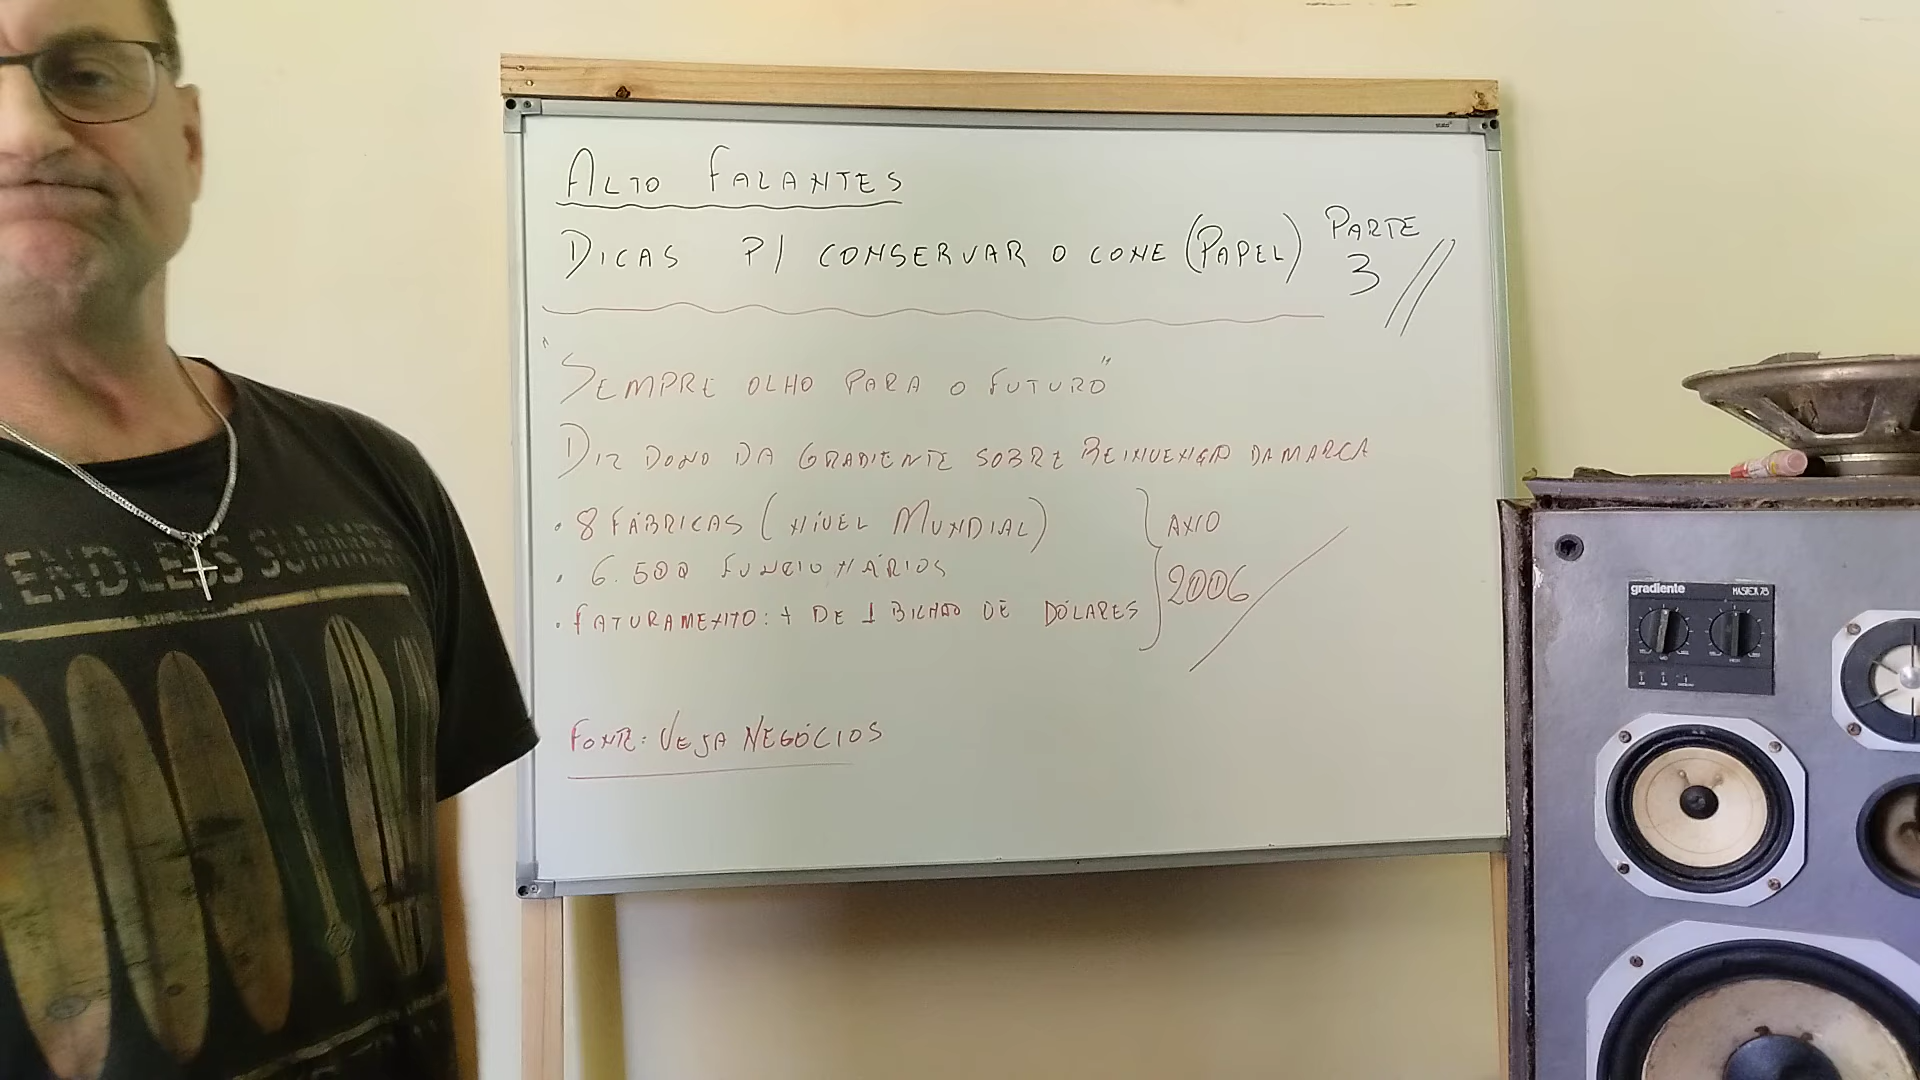 ALTO FALANTES
DICAS P/ CONSERVAR O CONE (PAPEL) PARTE 3
"SEMPRE OLHO PARA O FUTURO"
DIZ DONO DA GRADIENTE SOBRE REINVENÇÃO DA MARCA
• 8 FÁBRICAS (NÍVEL MUNDIAL)
• 6.500 FUNCIONÁRIOS
• FATURAMENTO: + DE 1 BILHÃO DE DÓLARES
ANO 2006
FONTE: VEJA NEGÓCIOS
ENDLESS SUMMER
gradiente MASTER 78